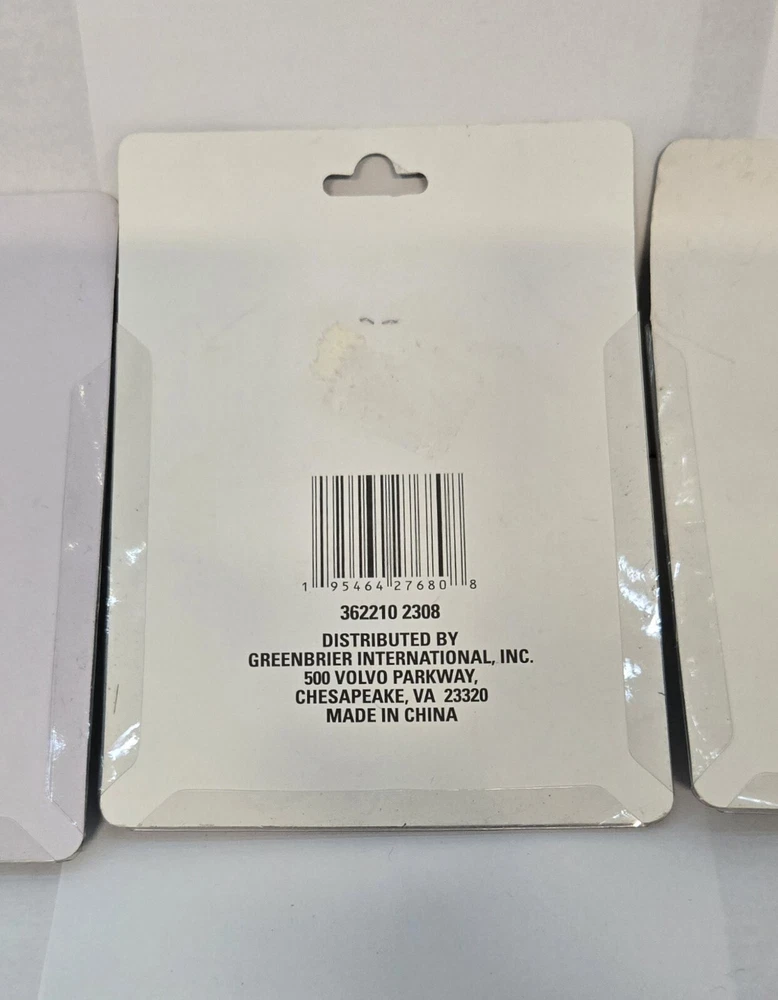 1 95464 27680 8
362210 2308
DISTRIBUTED BY
GREENBRIER INTERNATIONAL, INC.
500 VOLVO PARKWAY,
CHESAPEAKE, VA 23320
MADE IN CHINA